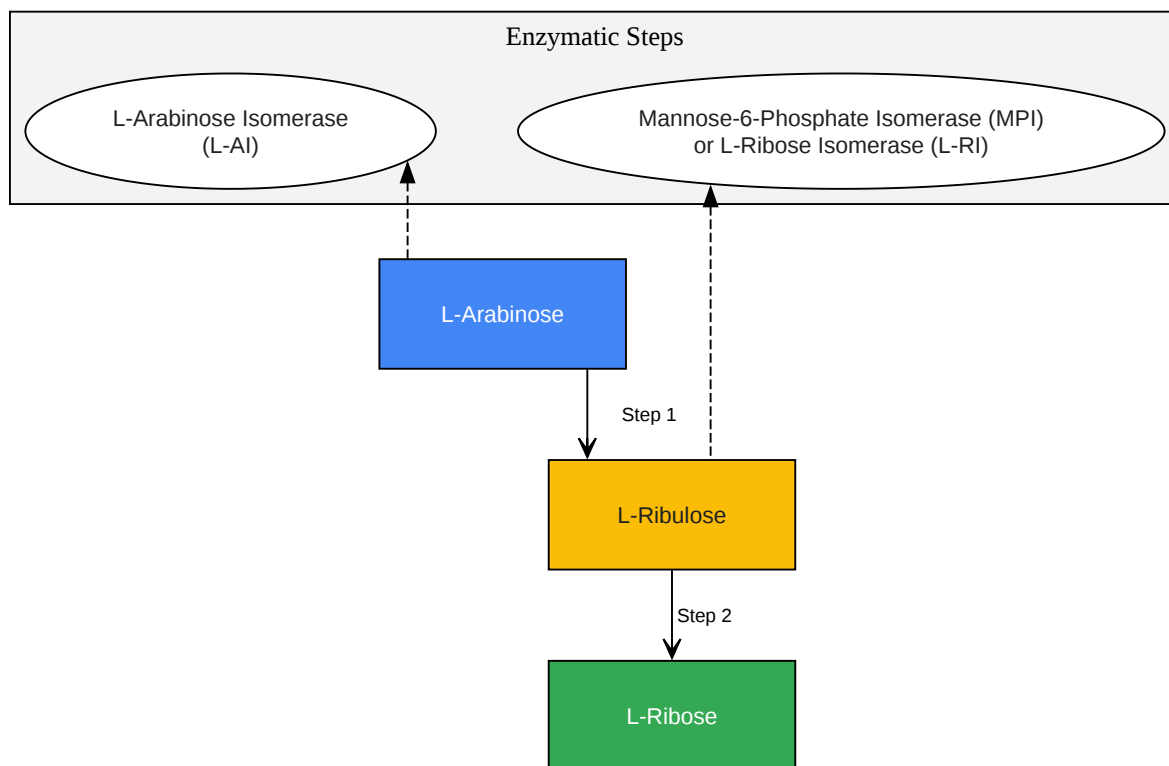 Enzymatic Steps
L-Arabinose Isomerase
(L-AI)
Mannose-6-Phosphate Isomerase (MPI)
or L-Ribose Isomerase (L-RI)
L-Arabinose
Step 1
L-Ribulose
Step 2
L-Ribose